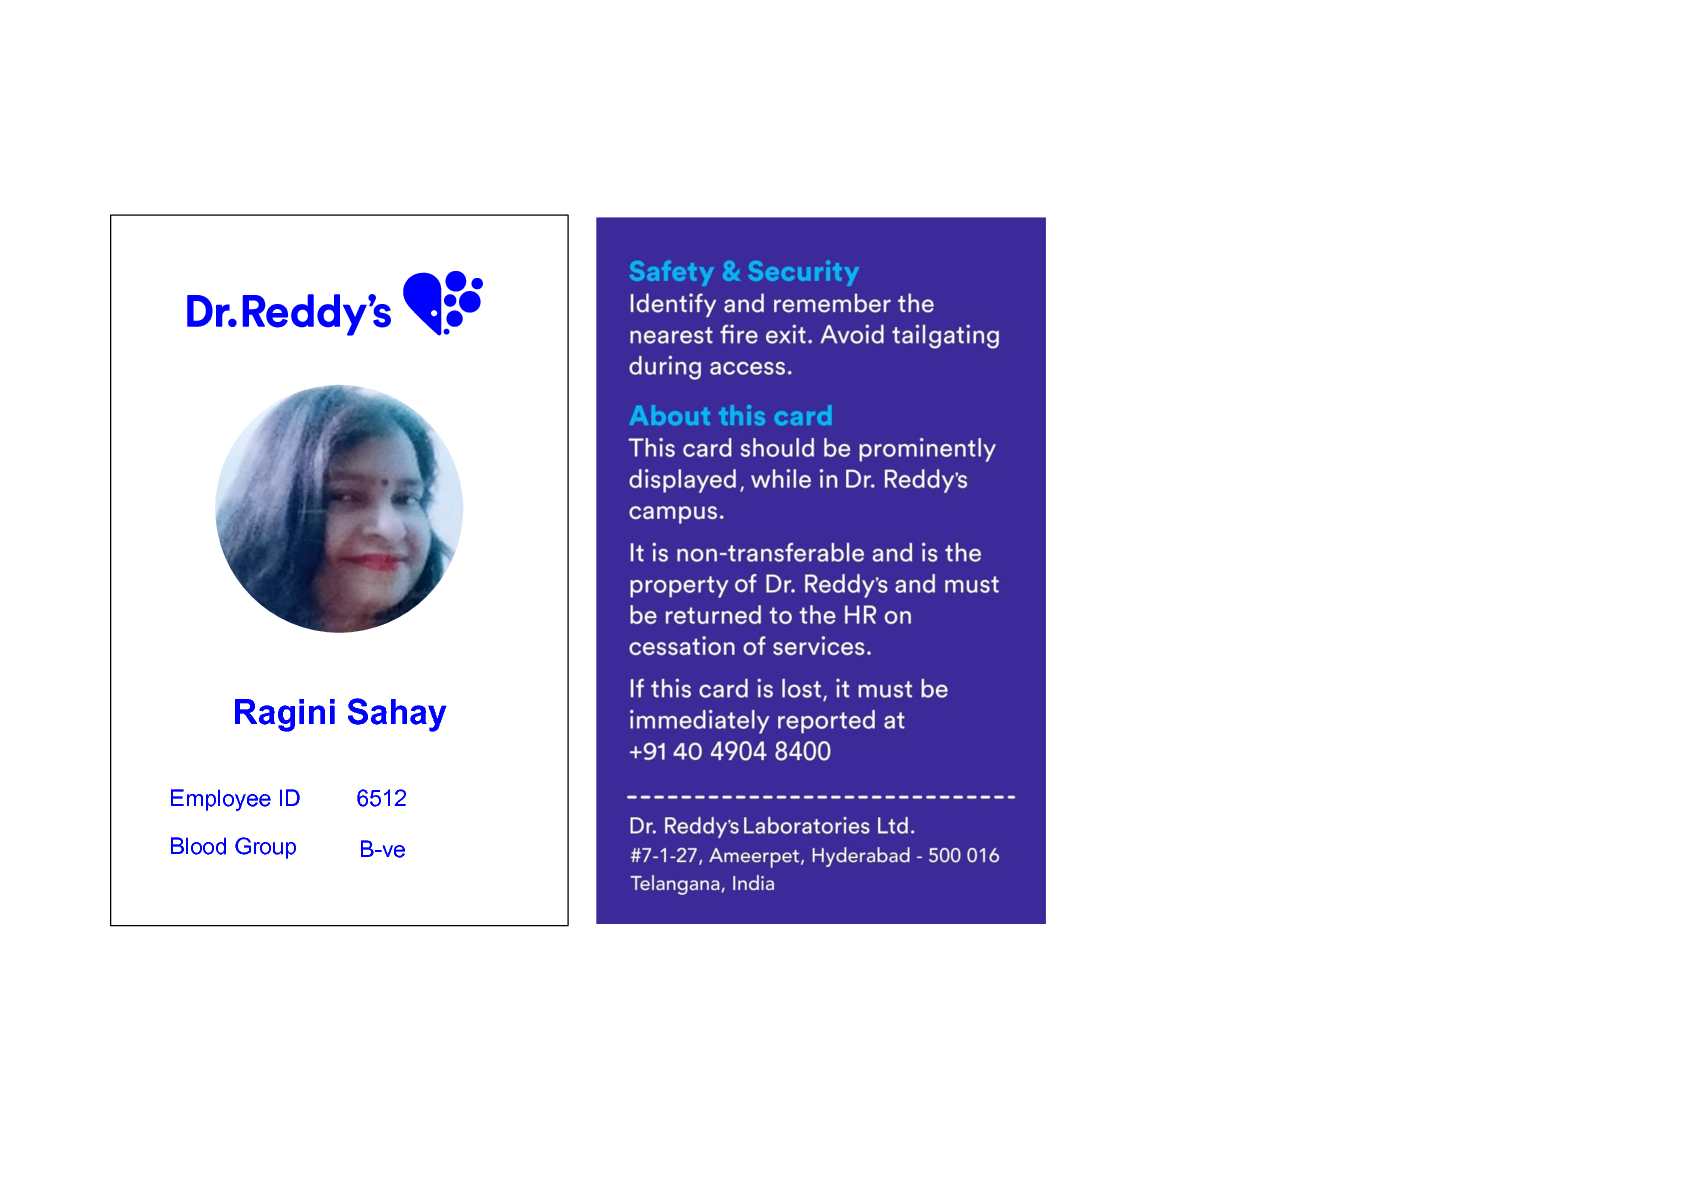 Dr.Reddy's
Ragini Sahay
Employee ID 6512
Blood Group B-ve
Safety & Security
Identify and remember the
nearest fire exit. Avoid tailgating
during access.
About this card
This card should be prominently
displayed, while in Dr. Reddy's
campus.
It is non-transferable and is the
property of Dr. Reddy's and must
be returned to the HR on
cessation of services.
If this card is lost, it must be
immediately reported at
+91 40 4904 8400
Dr. Reddy's Laboratories Ltd.
#7-1-27, Ameerpet, Hyderabad - 500 016
Telangana, India